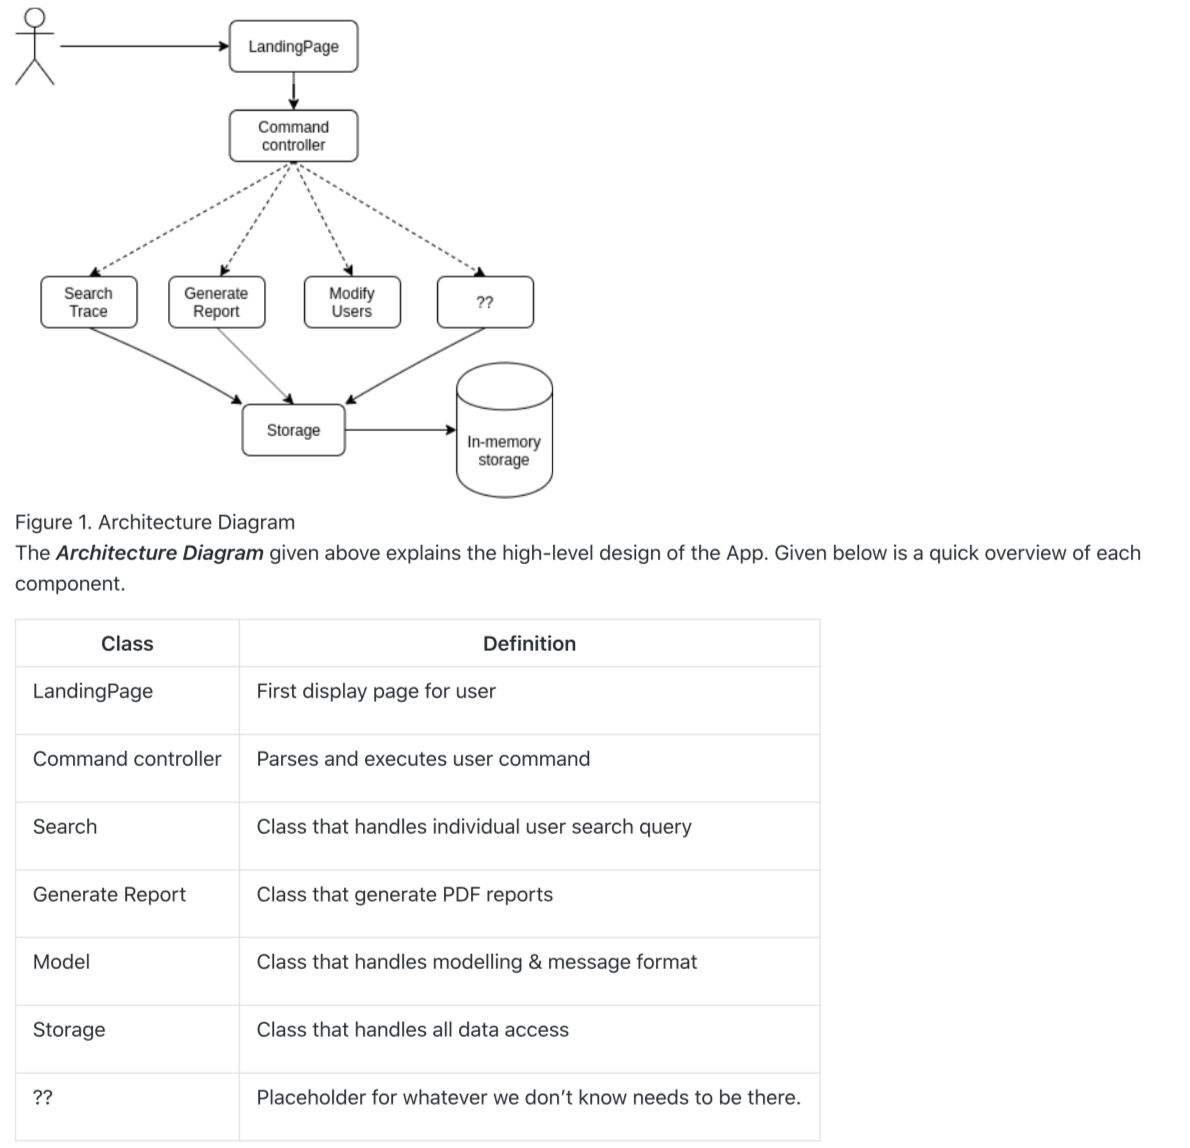 LandingPage
Command
controller
Search
Trace
Generate
Report
Modify
Users
??
Storage
In-memory
storage
Figure 1. Architecture Diagram
The Architecture Diagram given above explains the high-level design of the App. Given below is a quick overview of each
component.
Class Definition
LandingPage First display page for user
Command controller Parses and executes user command
Search Class that handles individual user search query
Generate Report Class that generate PDF reports
Model Class that handles modelling & message format
Storage Class that handles all data access
?? Placeholder for whatever we don’t know needs to be there.